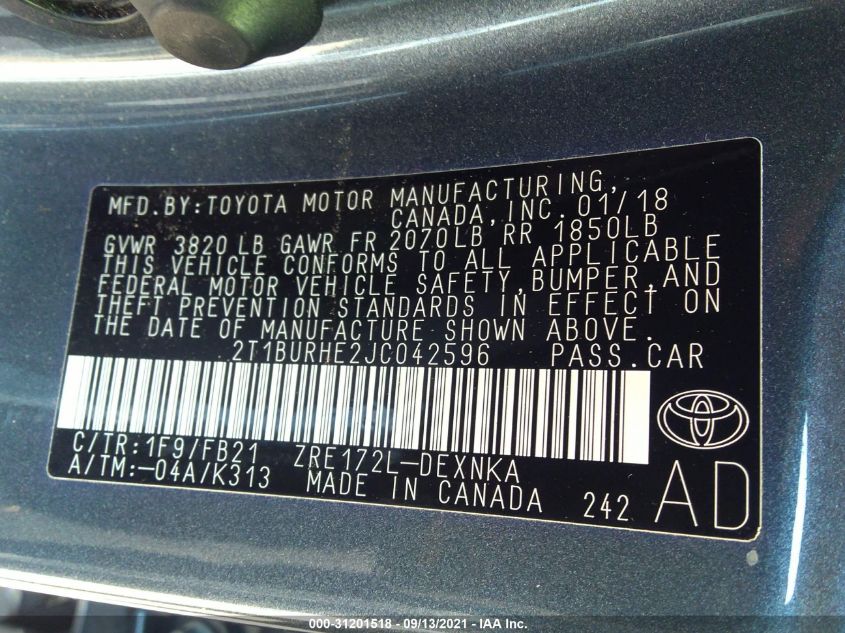 MFD.BY:TOYOTA MOTOR MANUFACTURING,
CANADA,INC.01/18
GVWR 3820 LB GAWR FR 2070LB RR 1850LB
THIS VEHICLE CONFORMS TO ALL APPLICABLE
FEDERAL MOTOR VEHICLE SAFETY,BUMPER,AND
THEFT PREVENTION STANDARDS IN EFFECT ON
THE DATE OF MANUFACTURE SHOWN ABOVE.
2T1BURHE2JC042596 PASS.CAR
C/TR:1F9/FB21 ZRE172L-DEXNKA
A/TM:-04A/K313 MADE IN CANADA 242
AD
000-31201518 - 09/13/2021 - IAA Inc.